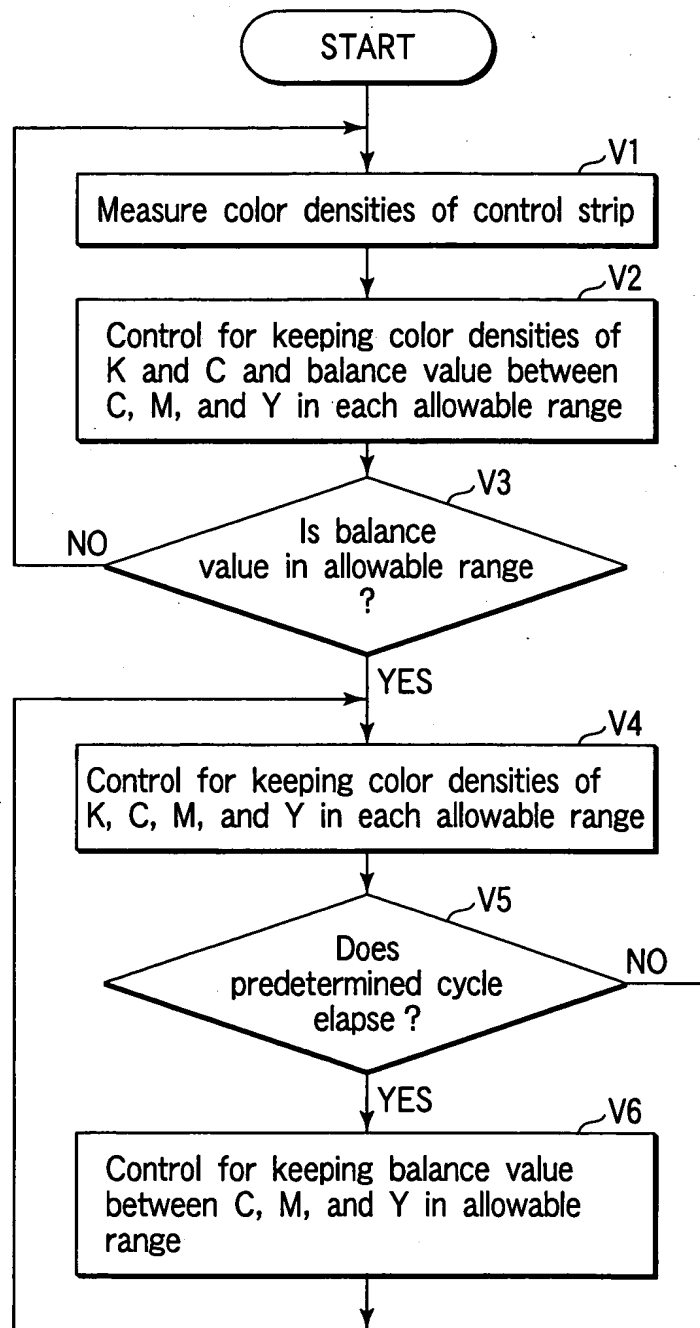 START
V1
Measure color densities of control strip
V2
Control for keeping color densities of
K and C and balance value between
C, M, and Y in each allowable range
V3
NO
Is balance
value in allowable range
?
YES
V4
Control for keeping color densities of
K, C, M, and Y in each allowable range
V5
Does
predetermined cycle
elapse ?
NO
YES
V6
Control for keeping balance value
between C, M, and Y in allowable
range